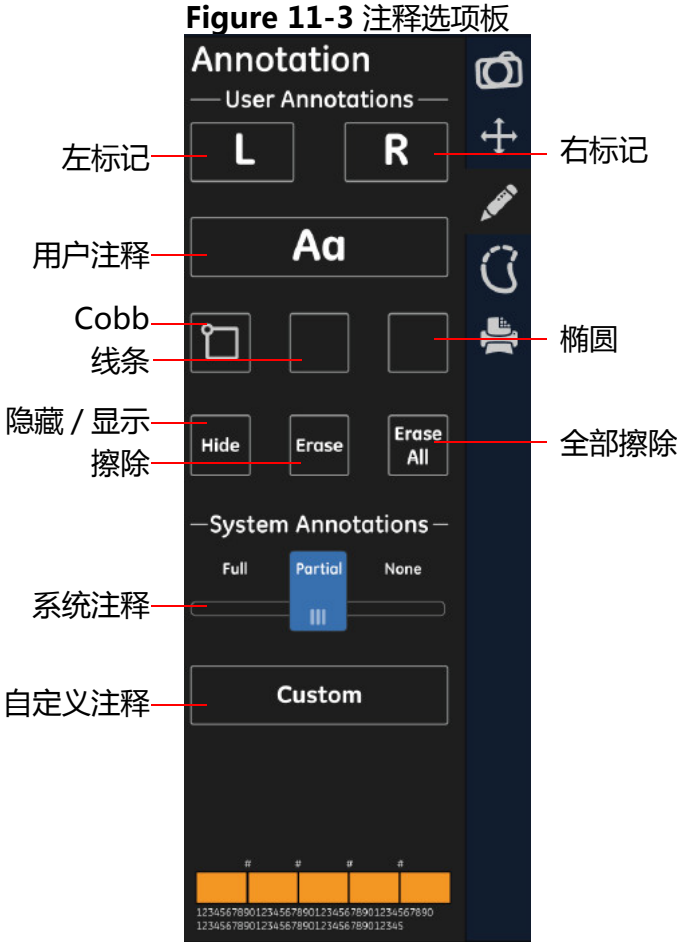 Figure 11-3 注释选项板
Annotation
User Annotations
左标记
L
R
右标记
用户注释
Aa
Cobb
线条
椭圆
隐藏 / 显示
擦除
Hide
Erase
Erase
All
全部擦除
System Annotations
Full
Partial
None
系统注释
自定义注释
Custom
# # # #
1234567890123456789012345678901234567890
12345678901234567890123456789012345